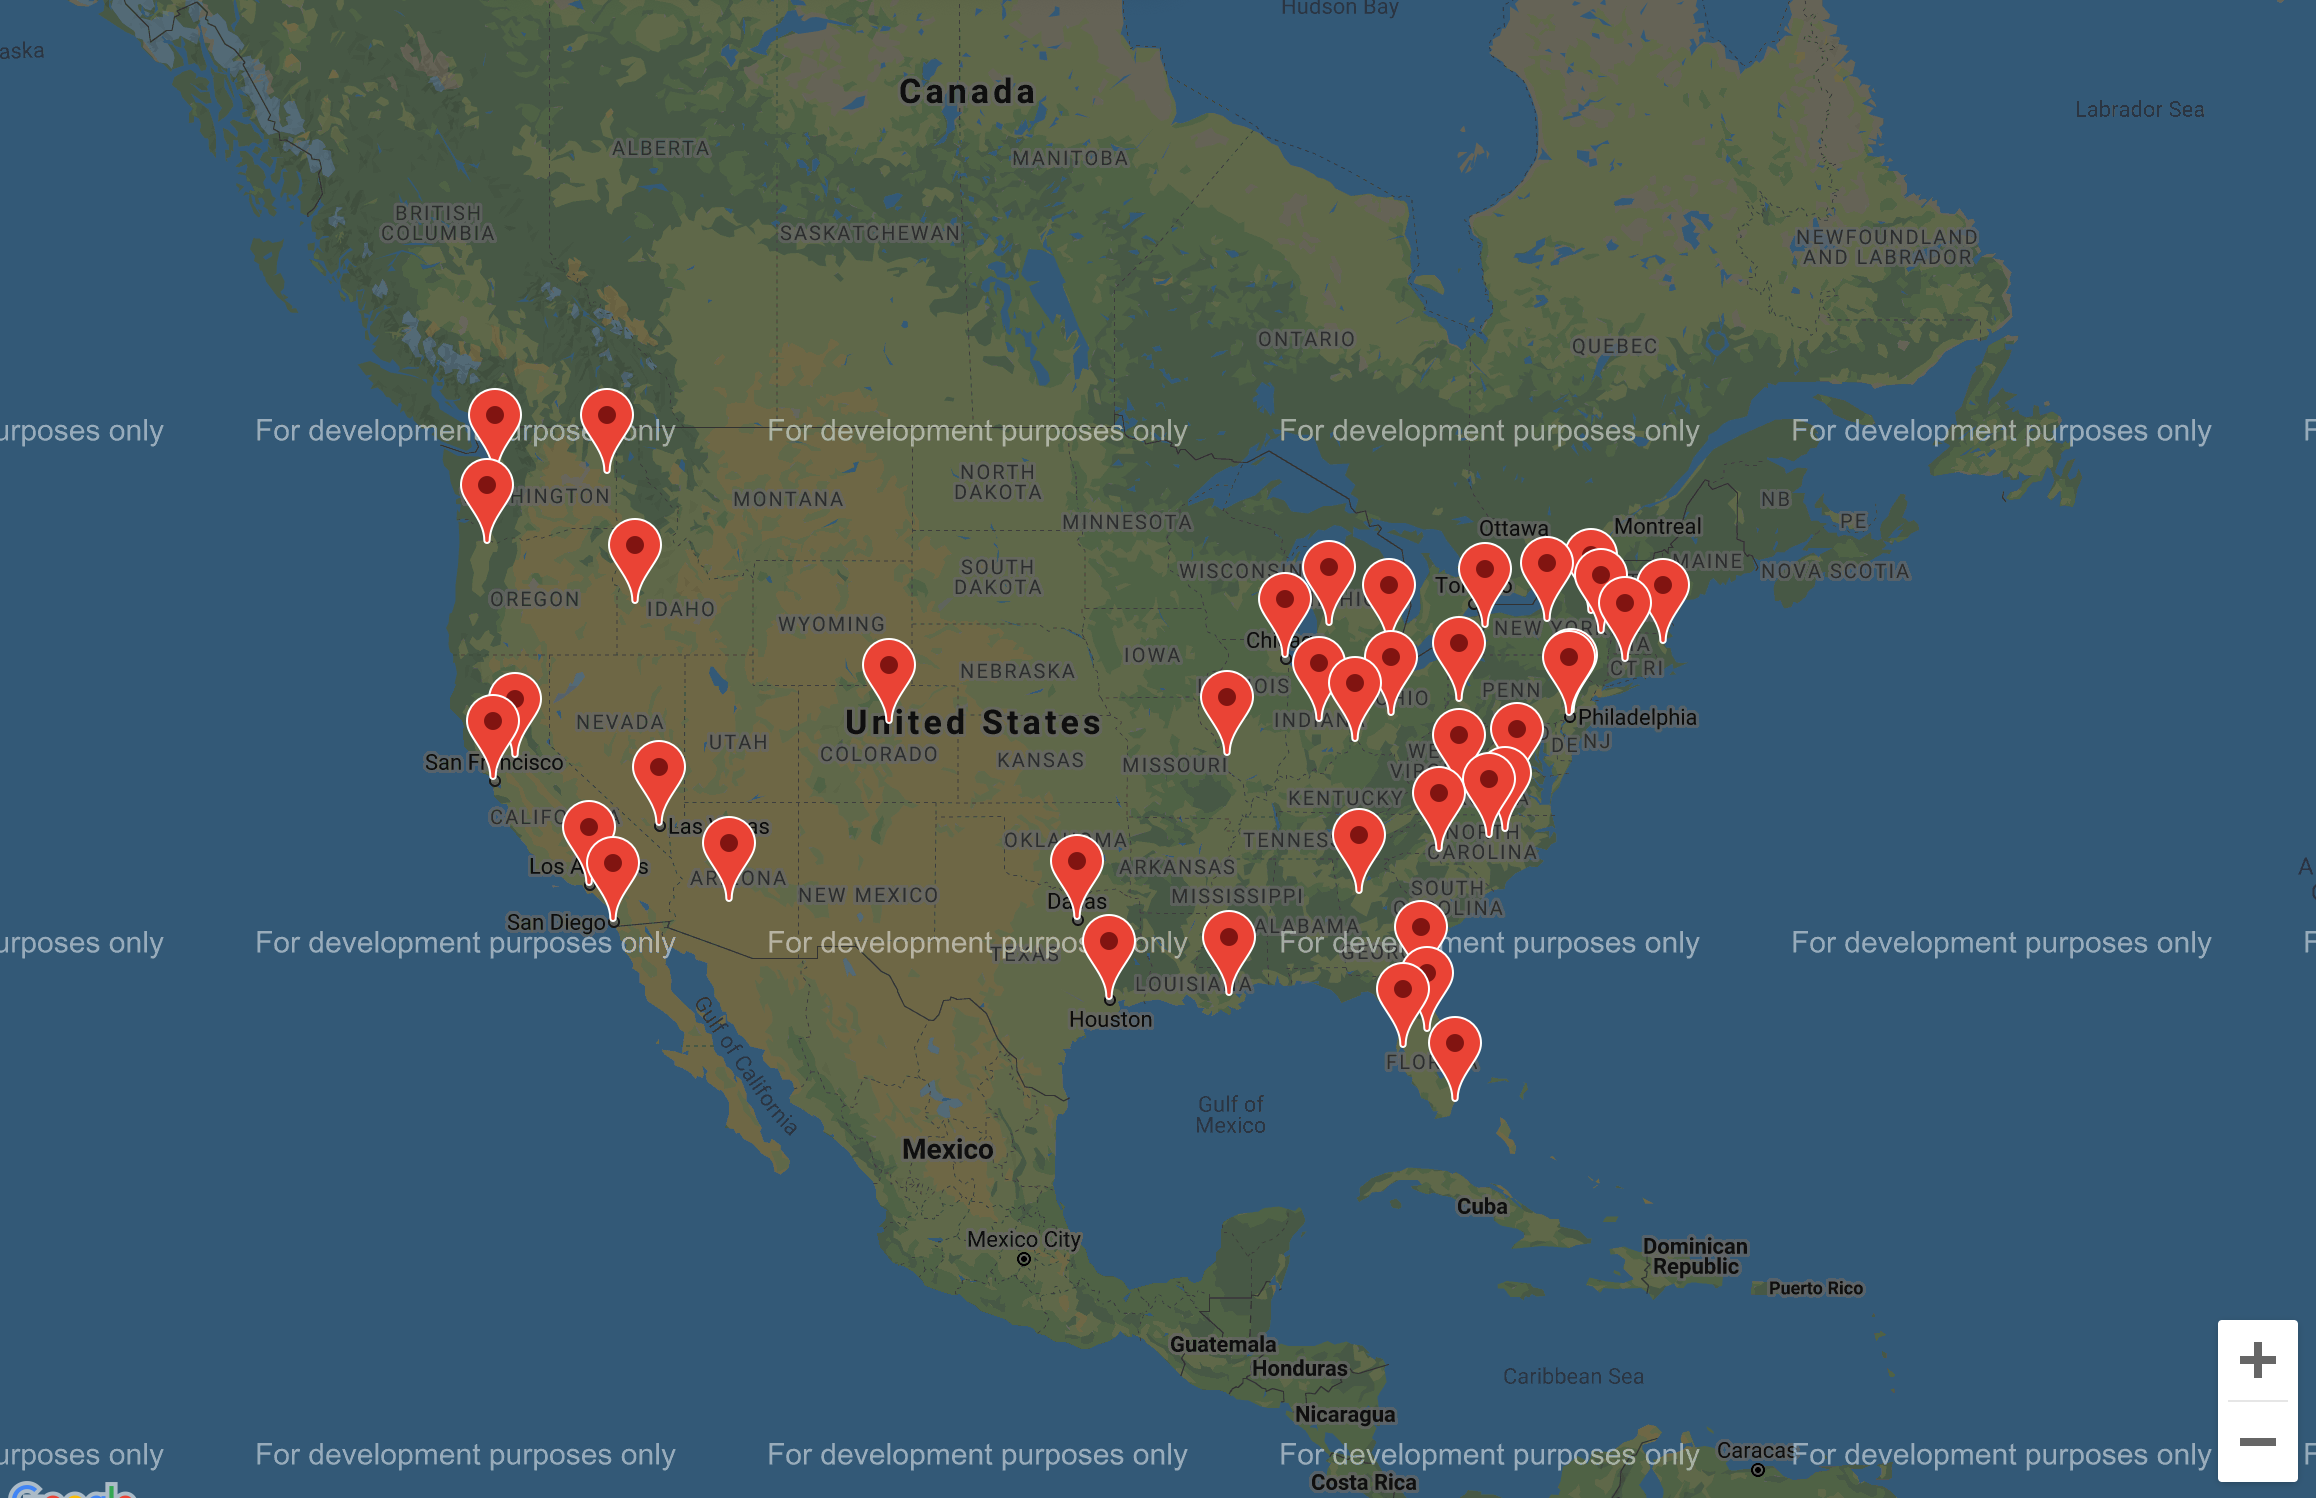 Hudson Bay
aska
Canada
Labrador Sea
ALBERTA
MANITOBA
BRITISH
COLUMBIA
SASKATCHEWAN
NEWFOUNDLAND
AND LABRADOR
ONTARIO
QUEBEC
urposes only
For development purposes only
For development purposes only
For development purposes only
For development purposes only
F
HINGTON
MONTANA
NORTH
DAKOTA
MINNESOTA
Ottawa
Montreal
NB
PE
WISCONSIN
SOUTH
DAKOTA
MAINE
NOVA SCOTIA
OREGON
IDAHO
WYOMING
NEW YORK
IOWA
Chicag
NEBRASKA
CT RI
PENN
NEVADA
United States
INDIANA
Philadelphia
UTAH
COLORADO
KANSAS
MISSOURI
DE
NJ
San Francisco
KENTUCKY
Las Vegas
OKLAHOMA
TENNES
NORTH
CAROLINA
Los A s
ARIZONA
NEW MEXICO
ARKANSAS
MISSISSIPPI
SOUTH
San Diego
Dallas
ALABAMA
urposes only
For development purposes only
For development purposes only
For development purposes only
For development purposes only
F
TEXAS
GEOR
LOUISIANA
Houston
Gulf of California
FLOR
Gulf of
Mexico
Mexico
Cuba
Mexico City
Dominican
Republic
Puerto Rico
Guatemala
Honduras
Caribbean Sea
Nicaragua
Caracas
urposes only
For development purposes only
For development purposes only
For development purposes only
For development purposes only
F
Costa Rica
Google